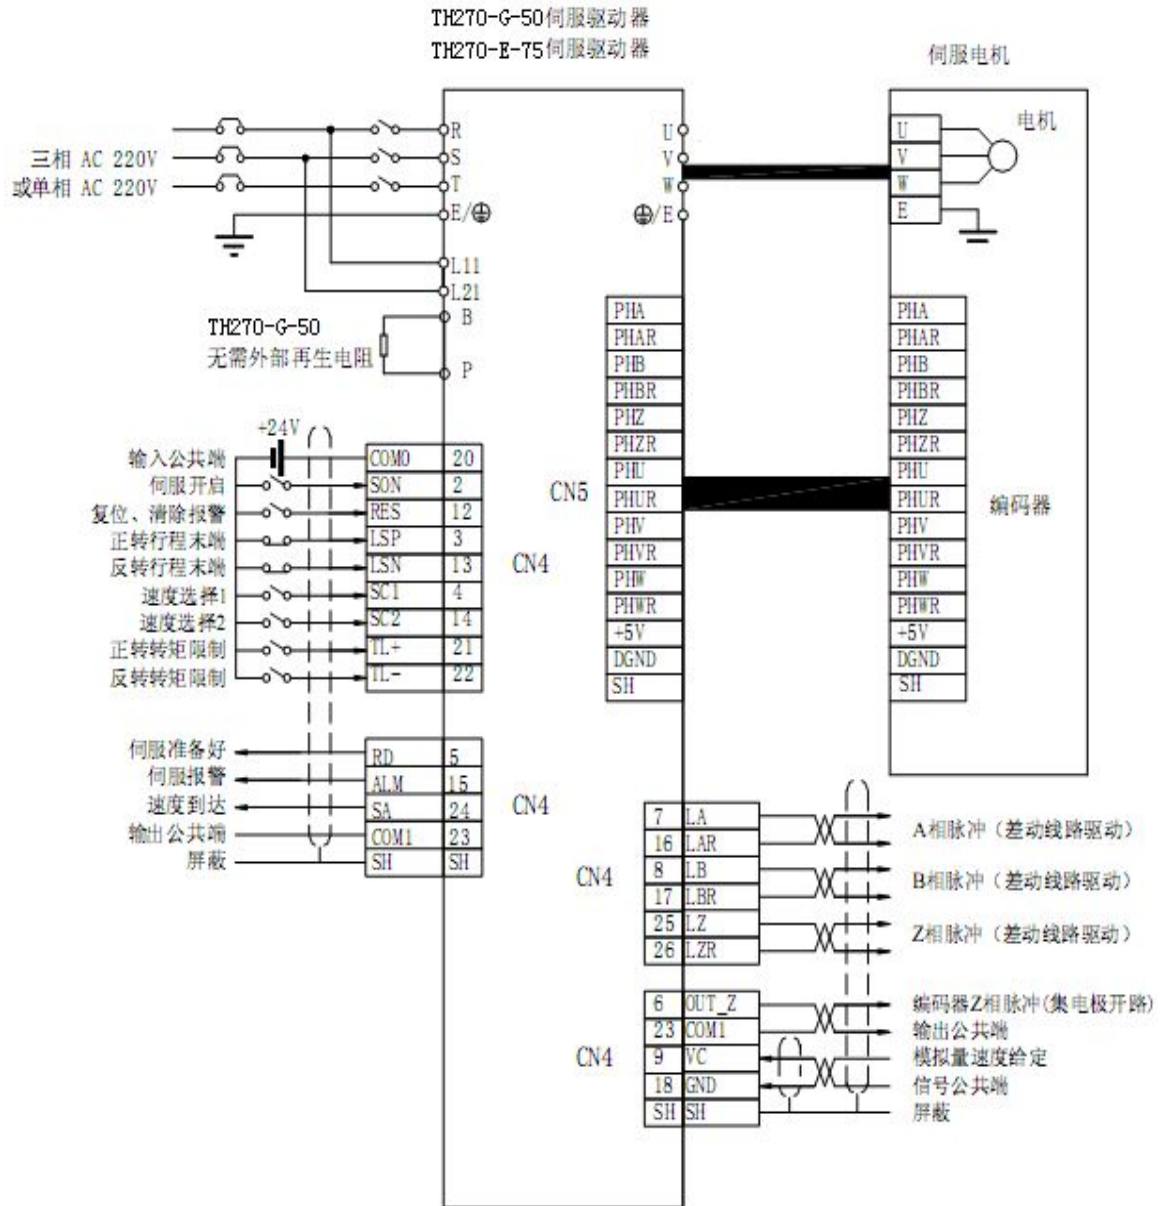 TH270-G-50伺服驱动器
TH270-E-75伺服驱动器
伺服电机
三相 AC 220V
或单相 AC 220V
R
S
T
E/
L11
L21
B
P
TH270-G-50
无需外部再生电阻
U
V
W
/E
U
V
W
E
电机
+24V
输入公共端 COM0 20
伺服开启 SON 2
复位、清除报警 RES 12
正转行程末端 LSP 3
反转行程末端 LSN 13
速度选择1 SC1 4
速度选择2 SC2 14
正转转矩限制 TL+ 21
反转转矩限制 TL- 22
CN4
伺服准备好 RD 5
伺服报警 ALM 15
速度到达 SA 24
输出公共端 COM1 23
屏蔽 SH SH
CN4
CN5
PHA
PHAR
PHB
PHBR
PHZ
PHZR
PHU
PHUR
PHV
PHVR
PHW
PHWR
+5V
DGND
SH
PHA
PHAR
PHB
PHBR
PHZ
PHZR
PHU
PHUR
PHV
PHVR
PHW
PHWR
+5V
DGND
SH
编码器
CN4
7 LA
16 LAR
A相脉冲（差动线路驱动）
8 LB
17 LBR
B相脉冲（差动线路驱动）
25 LZ
26 LZR
Z相脉冲（差动线路驱动）
CN4
6 OUT_Z 编码器Z相脉冲(集电极开路)
23 COM1 输出公共端
9 VC 模拟量速度给定
18 GND 信号公共端
SH SH 屏蔽